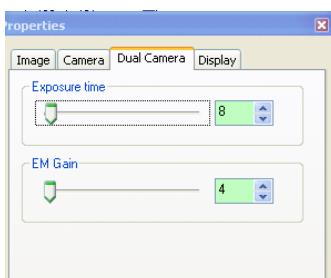 Properties
Image Camera Dual Camera Display
Exposure time
8
EM Gain
4